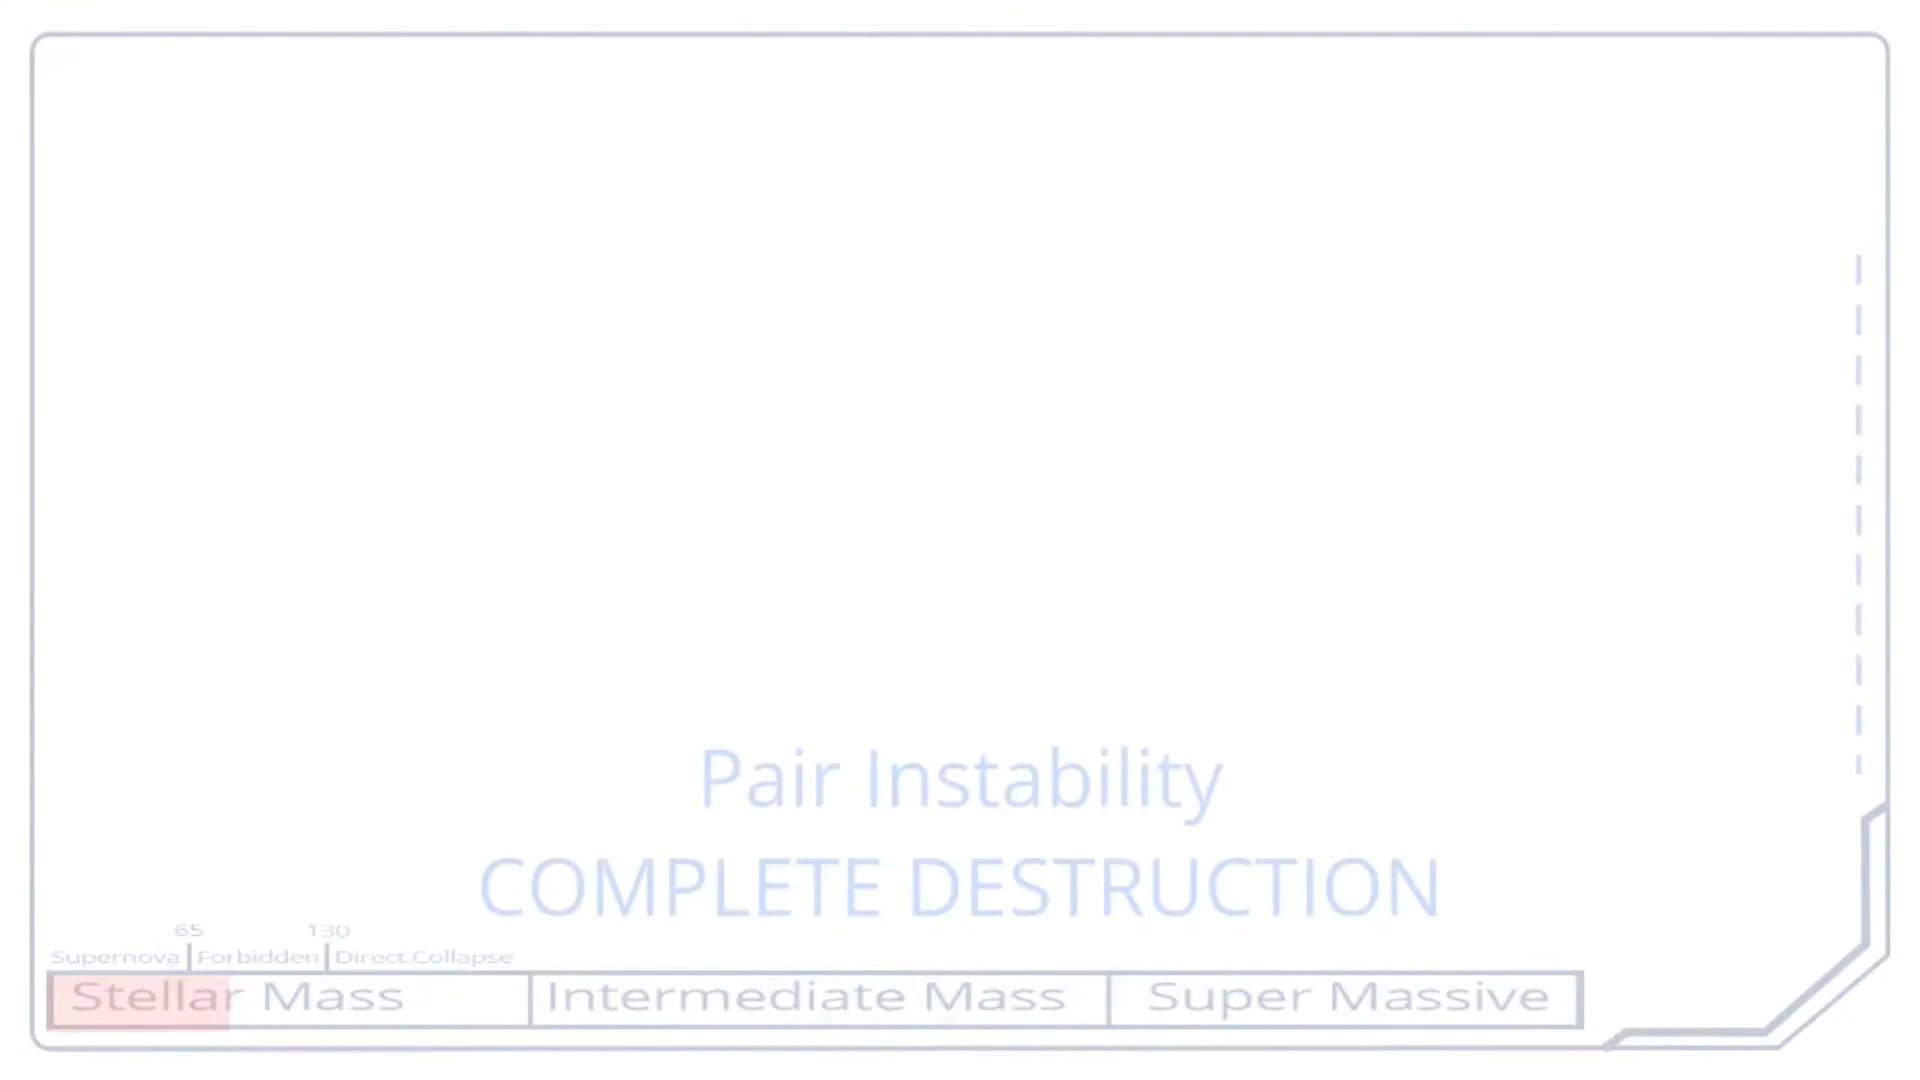 Pair Instability
COMPLETE DESTRUCTION
65 130
Supernova Forbidden Direct Collapse
Stellar Mass Intermediate Mass Super Massive